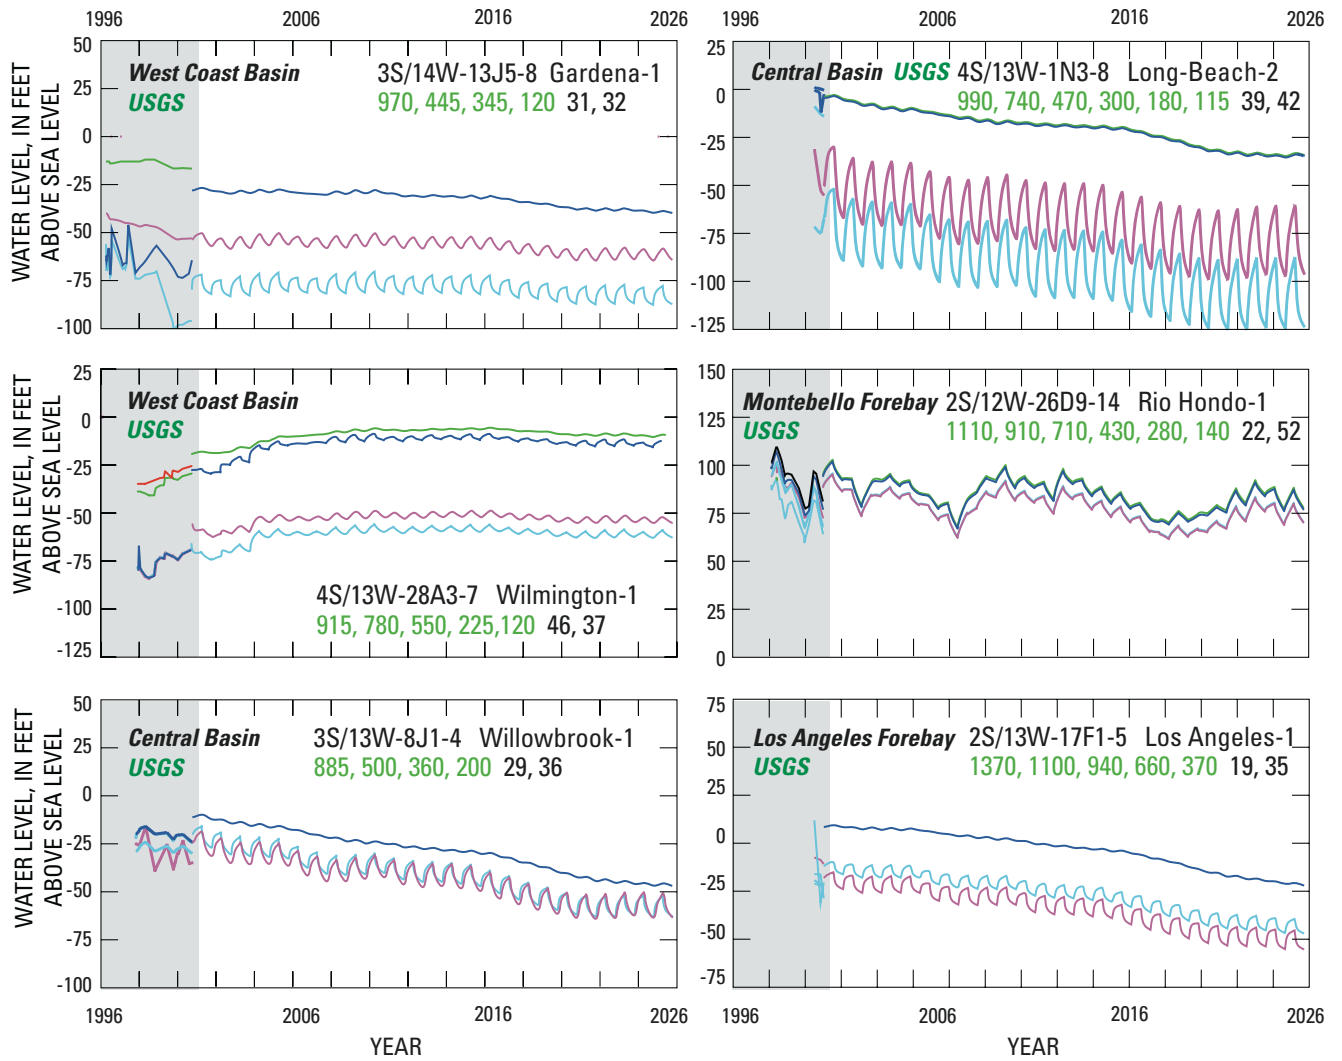 1996 2006 2016 2026
1996 2006 2016 2026
WATER LEVEL, IN FEET
ABOVE SEA LEVEL
50
25
0
-25
-50
-75
-100
West Coast Basin 3S/14W-13J5-8 Gardena-1
USGS 970, 445, 345, 120 31, 32
25
0
-25
-50
-75
-100
-125
Central Basin USGS 4S/13W-1N3-8 Long-Beach-2
990, 740, 470, 300, 180, 115 39, 42
WATER LEVEL, IN FEET
ABOVE SEA LEVEL
25
0
-25
-50
-75
-100
-125
West Coast Basin
USGS
4S/13W-28A3-7 Wilmington-1
915, 780, 550, 225,120 46, 37
150
125
100
75
50
25
0
Montebello Forebay 2S/12W-26D9-14 Rio Hondo-1
USGS 1110, 910, 710, 430, 280, 140 22, 52
WATER LEVEL, IN FEET
ABOVE SEA LEVEL
50
25
0
-25
-50
-75
-100
Central Basin 3S/13W-8J1-4 Willowbrook-1
USGS 885, 500, 360, 200 29, 36
75
50
25
0
-25
-50
-75
Los Angeles Forebay 2S/13W-17F1-5 Los Angeles-1
USGS 1370, 1100, 940, 660, 370 19, 35
1996 2006 2016 2026
YEAR
1996 2006 2016 2026
YEAR